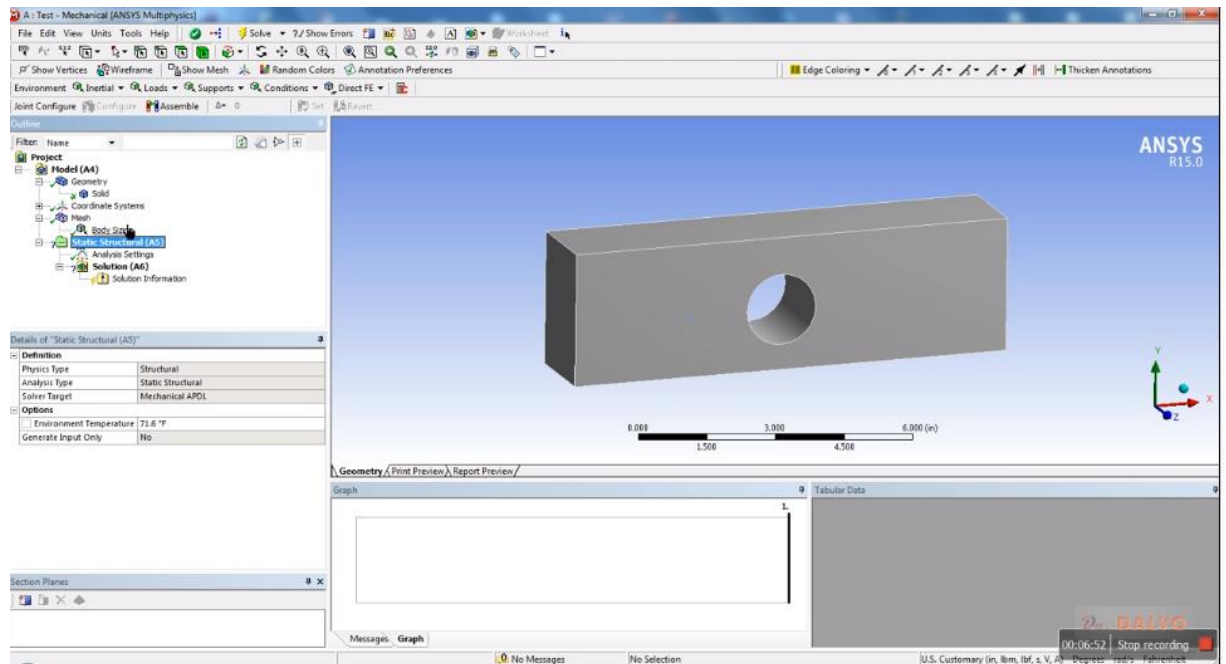 A : Test - Mechanical [ANSYS Multiphysics]
File Edit View Units Tools Help Solve ?/ Show Errors Worksheet
Show Vertices Wireframe Show Mesh Random Colors Annotation Preferences Edge Coloring Thicken Annotations
Environment Inertial Loads Supports Conditions Direct FE
Joint Configure Configure Assemble Δ= 0 Set Revert
Outline
Filter: Name
Project
Model (A4)
Geometry
Solid
Coordinate Systems
Mesh
Body
Static Structural (A5)
Analysis Settings
Solution (A6)
Solution Information
ANSYS
R15.0
Details of "Static Structural (A5)"
Definition
Physics Type Structural
Analysis Type Static Structural
Solver Target Mechanical APDL
Options
Environment Temperature 71.6 °F
Generate Input Only No
Y
X
Z
0.000 3.000 6.000 (in)
1.500 4.500
Geometry Print Preview Report Preview
Graph
1.
Tabular Data
Section Planes
Messages Graph
00:06:52 Stop recording
0 No Messages No Selection U.S. Customary (in, lbm, lbf, s, V, A) Degrees rad/s Fahrenheit